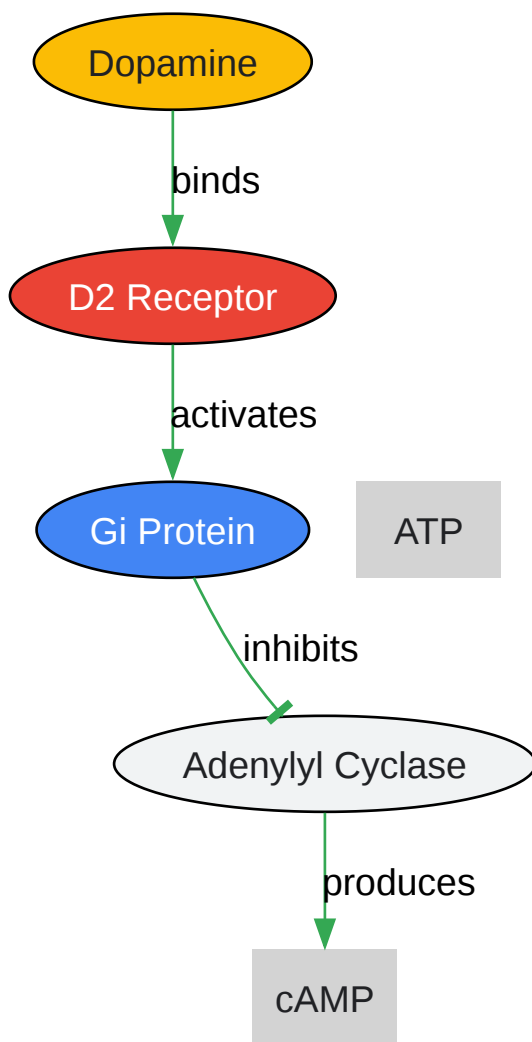 Dopamine
binds
D2 Receptor
activates
Gi Protein
ATP
inhibits
Adenylyl Cyclase
produces
cAMP